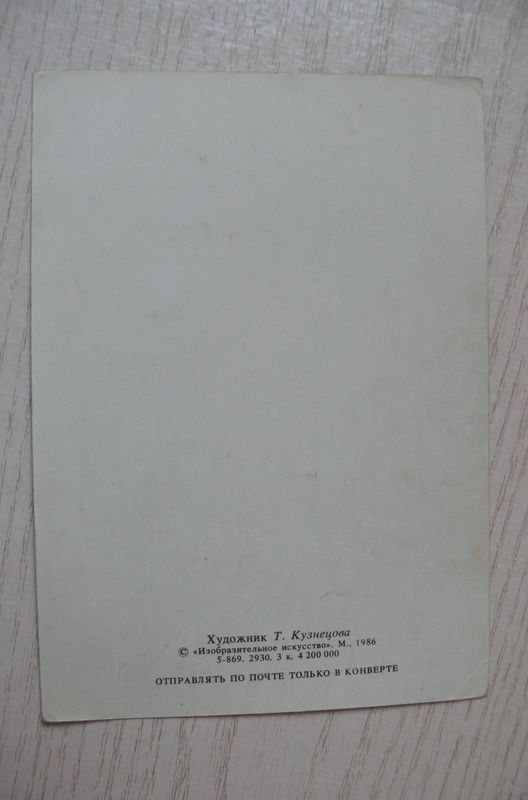 Художник Т. Кузнецова
© «Изобразительное искусство». М., 1986
5-869. 2930. 3 к. 4 200 000
ОТПРАВЛЯТЬ ПО ПОЧТЕ ТОЛЬКО В КОНВЕРТЕ